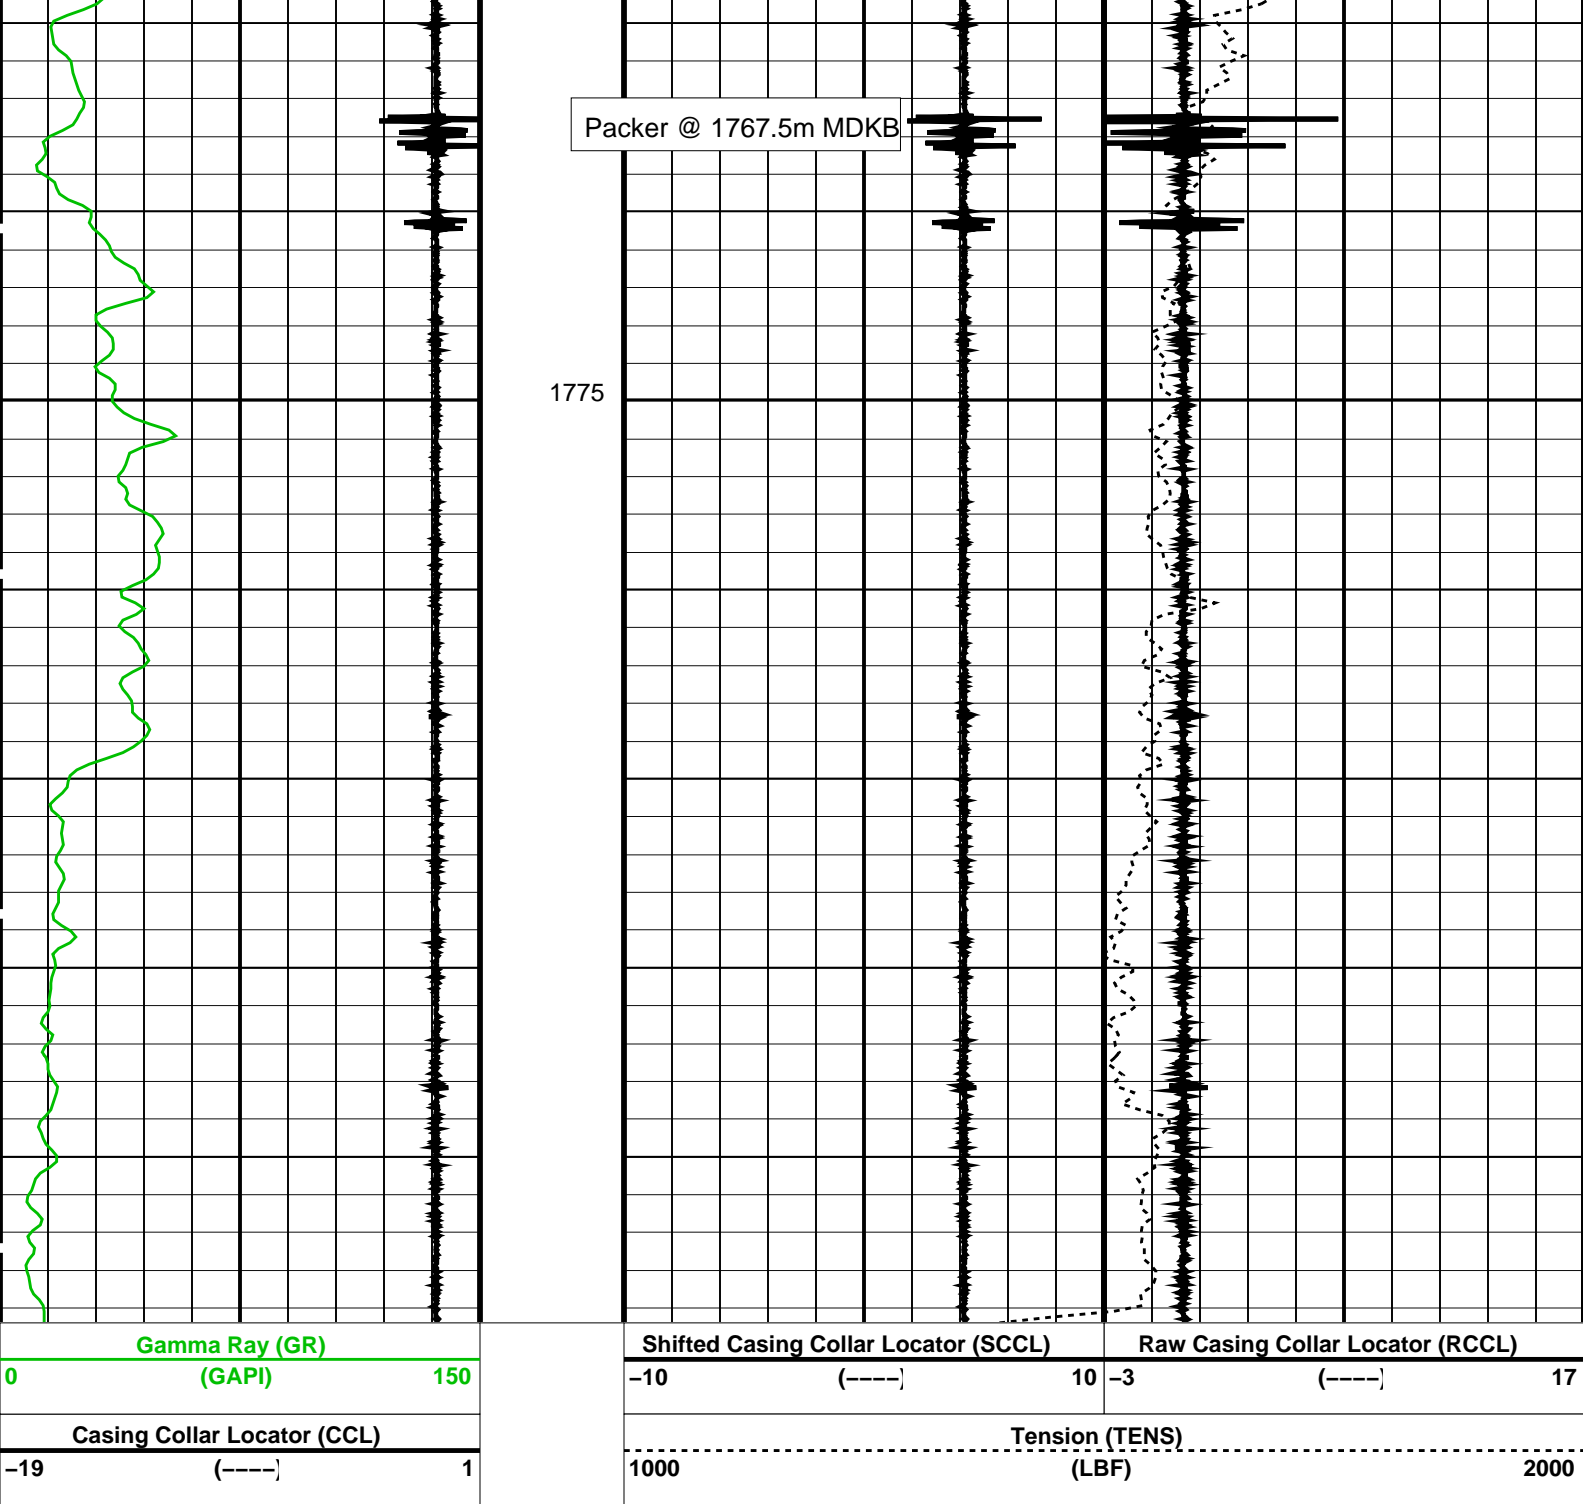 Packer @ 1767.5m MDKB
1775
Gamma Ray (GR)
0 (GAPI) 150
Shifted Casing Collar Locator (SCCL)
−10 (−−−−) 10
Raw Casing Collar Locator (RCCL)
−3 (−−−−) 17
Casing Collar Locator (CCL)
−19 (−−−−) 1
Tension (TENS)
1000 (LBF) 2000